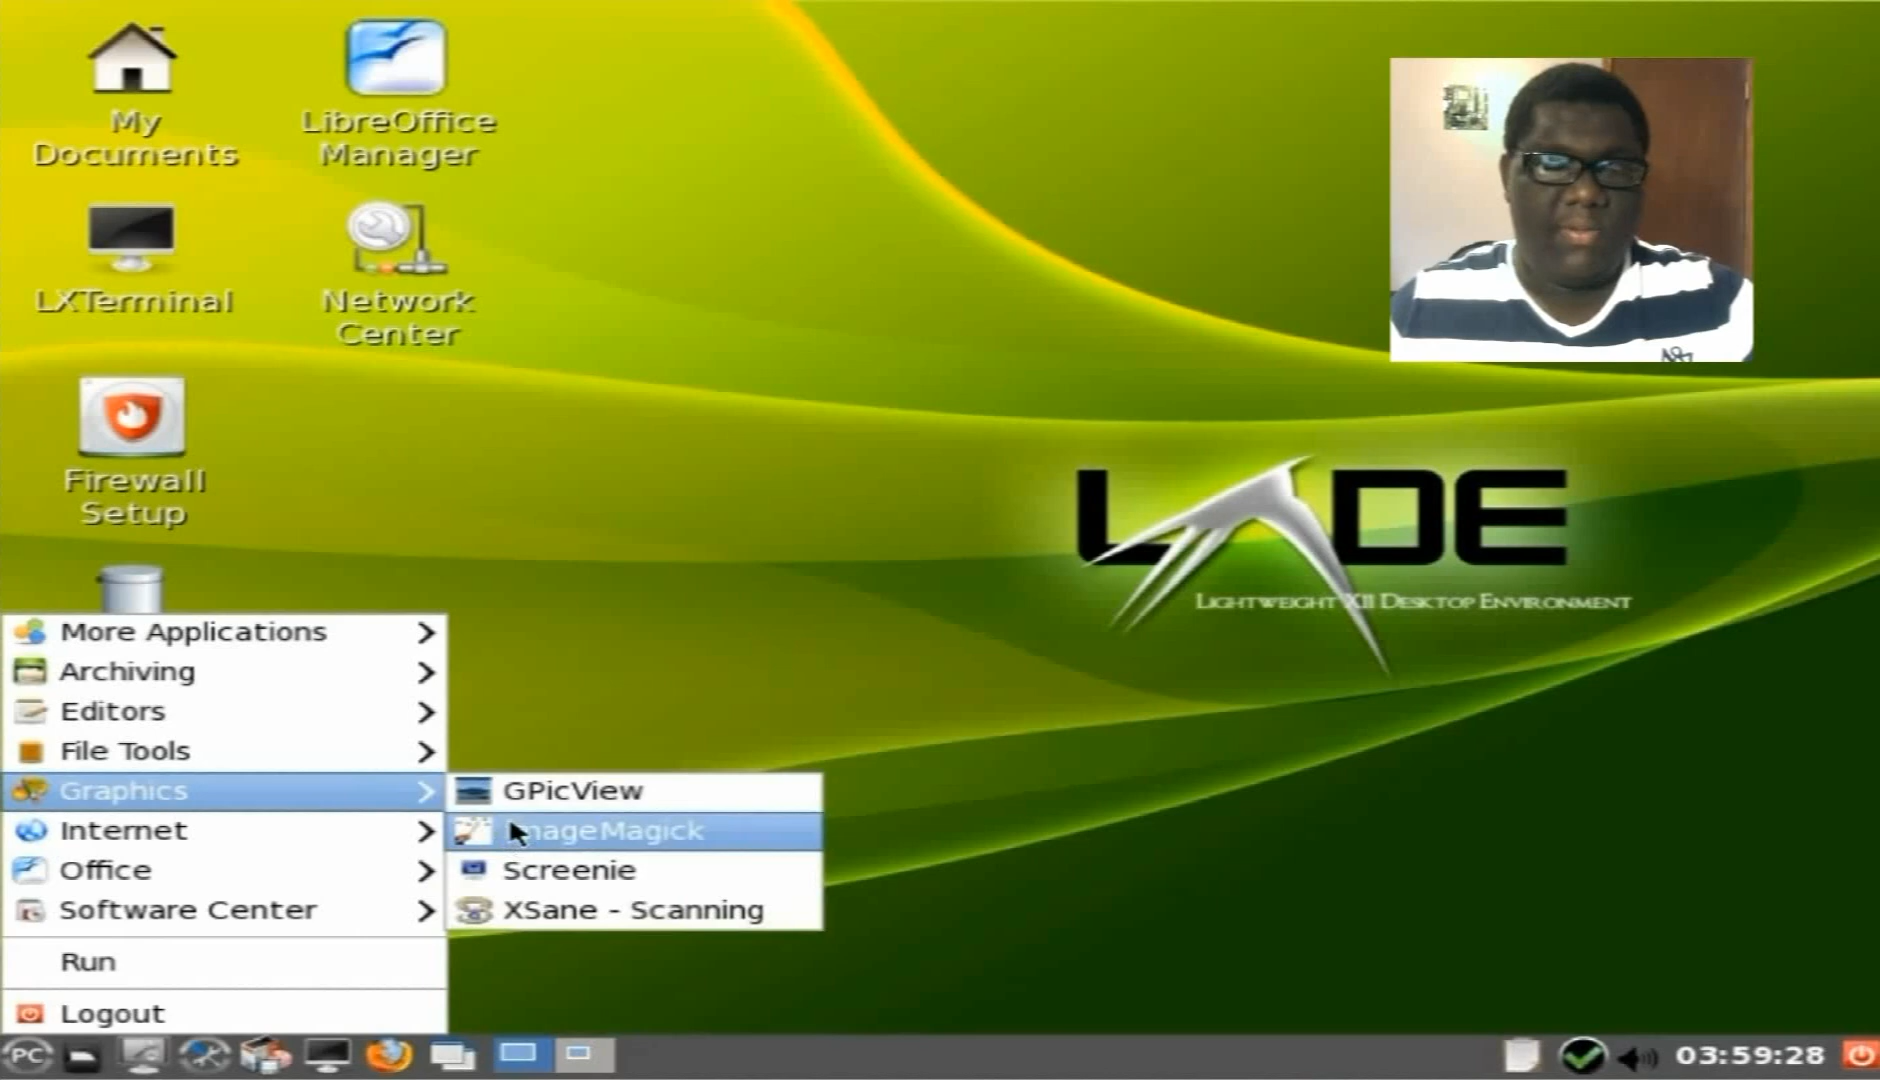 My
Documents
LibreOffice
Manager
LXTerminal
Network
Center
Firewall
Setup
LXDE
LIGHTWEIGHT X11 DESKTOP ENVIRONMENT
More Applications
Archiving
Editors
File Tools
Graphics
Internet
Office
Software Center
Run
Logout
GPicView
ImageMagick
Screenie
XSane - Scanning
PC
03:59:28